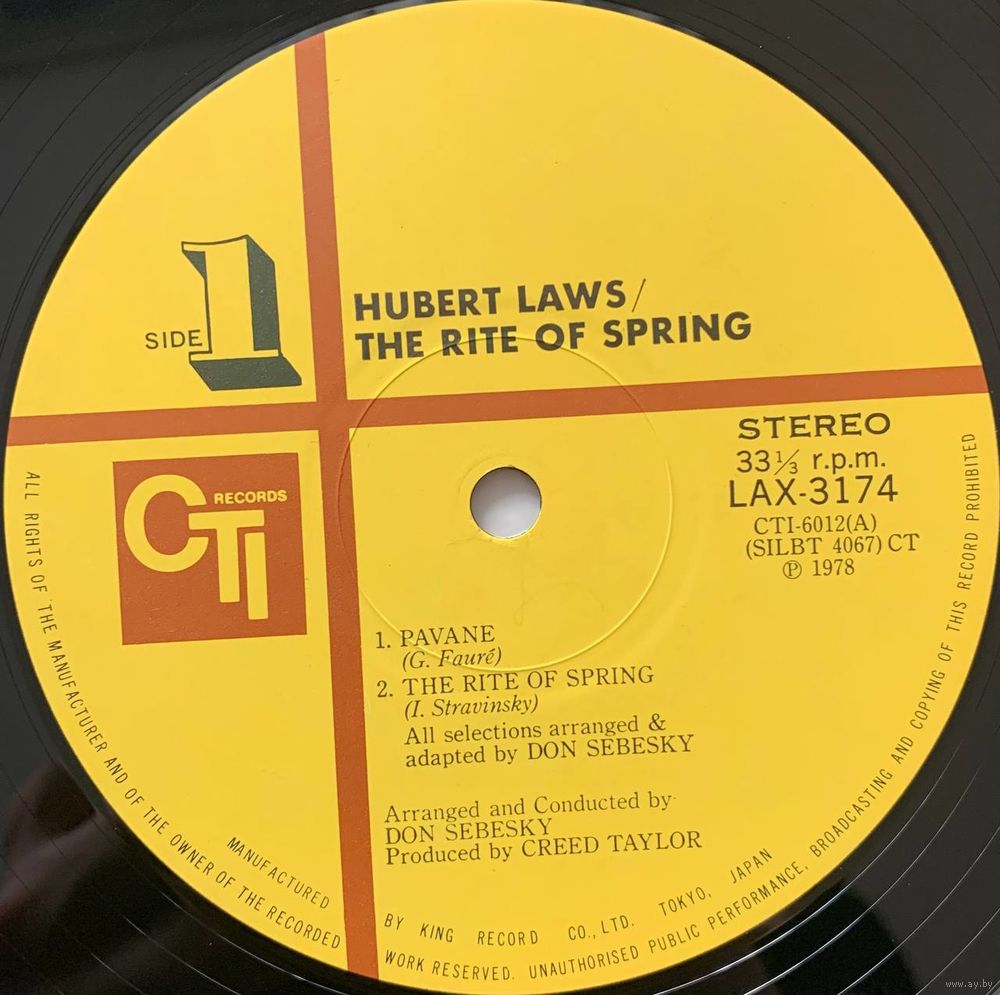 HUBERT LAWS/
THE RITE OF SPRING
SIDE 1
CTI RECORDS
STEREO
33⅓ r.p.m.
LAX-3174
CTI-6012(A)
(SILBT 4067) CT
Ⓟ 1978
1. PAVANE
(G. Fauré)
2. THE RITE OF SPRING
(I. Stravinsky)
All selections arranged &
adapted by DON SEBESKY
Arranged and Conducted by
DON SEBESKY
Produced by CREED TAYLOR
MANUFACTURED BY KING RECORD CO., LTD. TOKYO, JAPAN
ALL RIGHTS OF THE MANUFACTURER AND OF THE OWNER OF THE RECORDED WORK RESERVED. UNAUTHORISED PUBLIC PERFORMANCE, BROADCASTING AND COPYING OF THIS RECORD PROHIBITED
www.ay.by